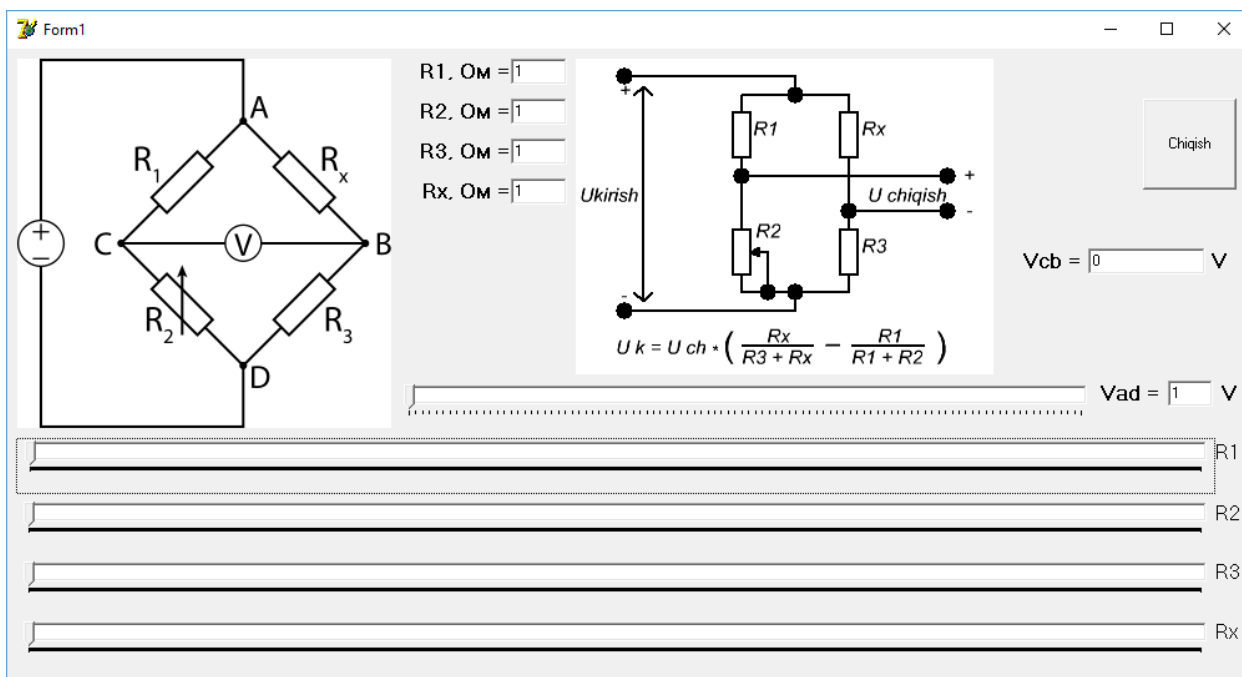 Form1
A
R1
Rx
C
V
B
R2
R3
D
+
−
R1, Ом = 1
R2, Ом = 1
R3, Ом = 1
Rx, Ом = 1
+
Ukirish
-
R1
Rx
+
U chiqish
-
R2
R3
U k = U ch * ( Rx / R3 + Rx − R1 / R1 + R2 )
Chiqish
Vcb = 0 V
Vad = 1 V
R1
R2
R3
Rx